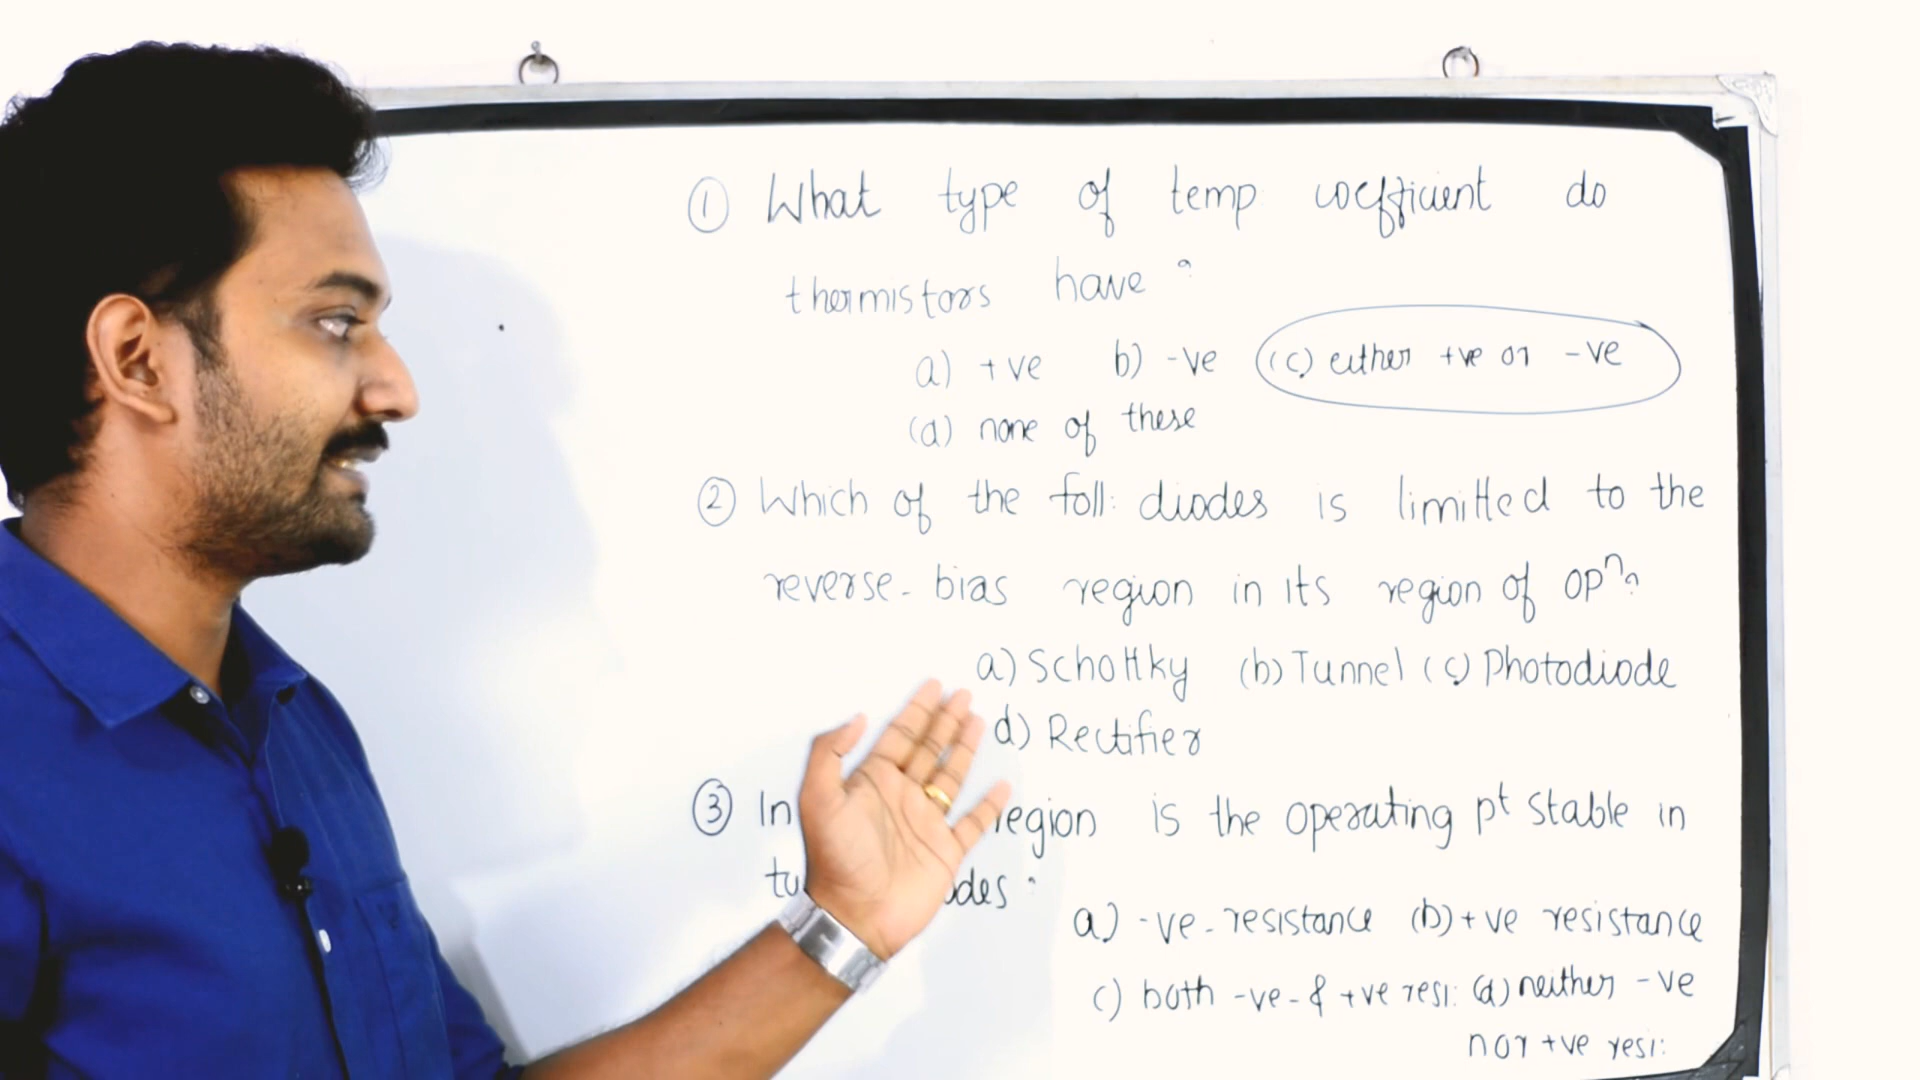 ① What type of temp coefficient do
thermistors have ?
a) +ve b) -ve (c) either +ve or -ve
(d) none of these
② Which of the foll: diodes is limitted to the
reverse-bias region in its region of opⁿ?
a) Schottky (b) Tunnel (c) Photodiode
d) Rectifier
③ In region is the operating pt stable in
a) -ve-resistance (b) +ve resistance
c) both -ve-& +ve resi: (d) neither -ve
nor +ve resi: